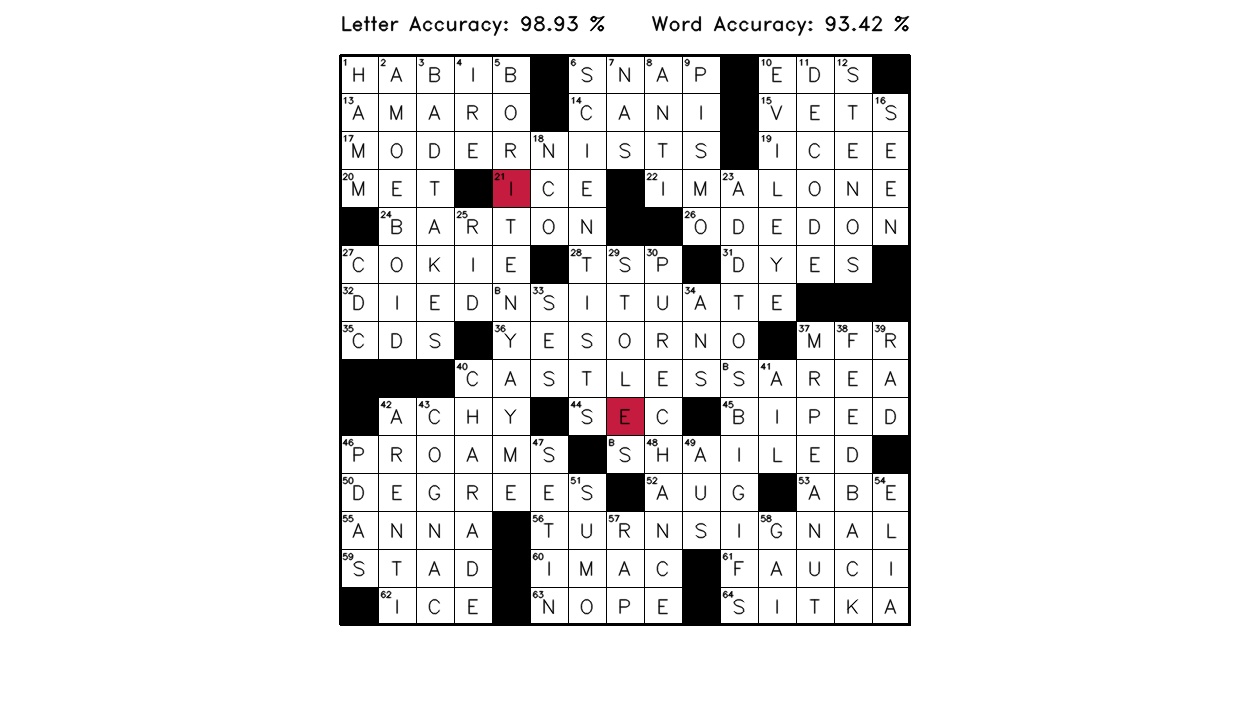 Letter Accuracy: 98.93 % Word Accuracy: 93.42 %
1 2 3 4 5 6 7 8 9 10 11 12
H A B I B S N A P E D S
13 14 15 16
A M A R O C A N I V E T S
17 18 19
M O D E R N I S T S I C E E
20 21 22 23
M E T I C E I M A L O N E
24 25 26
B A R T O N O D E D O N
27 28 29 30 31
C O K I E T S P D Y E S
32 B 33 34
D I E D N S I T U A T E
35 36 37 38 39
C D S Y E S O R N O M F R
40 B 41
C A S T L E S S A R E A
42 43 44 45
A C H Y S E C B I P E D
46 47 B 48 49
P R O A M S S H A I L E D
50 51 52 53 54
D E G R E E S A U G A B E
55 56 57 58
A N N A T U R N S I G N A L
59 60 61
S T A D I M A C F A U C I
62 63 64
I C E N O P E S I T K A